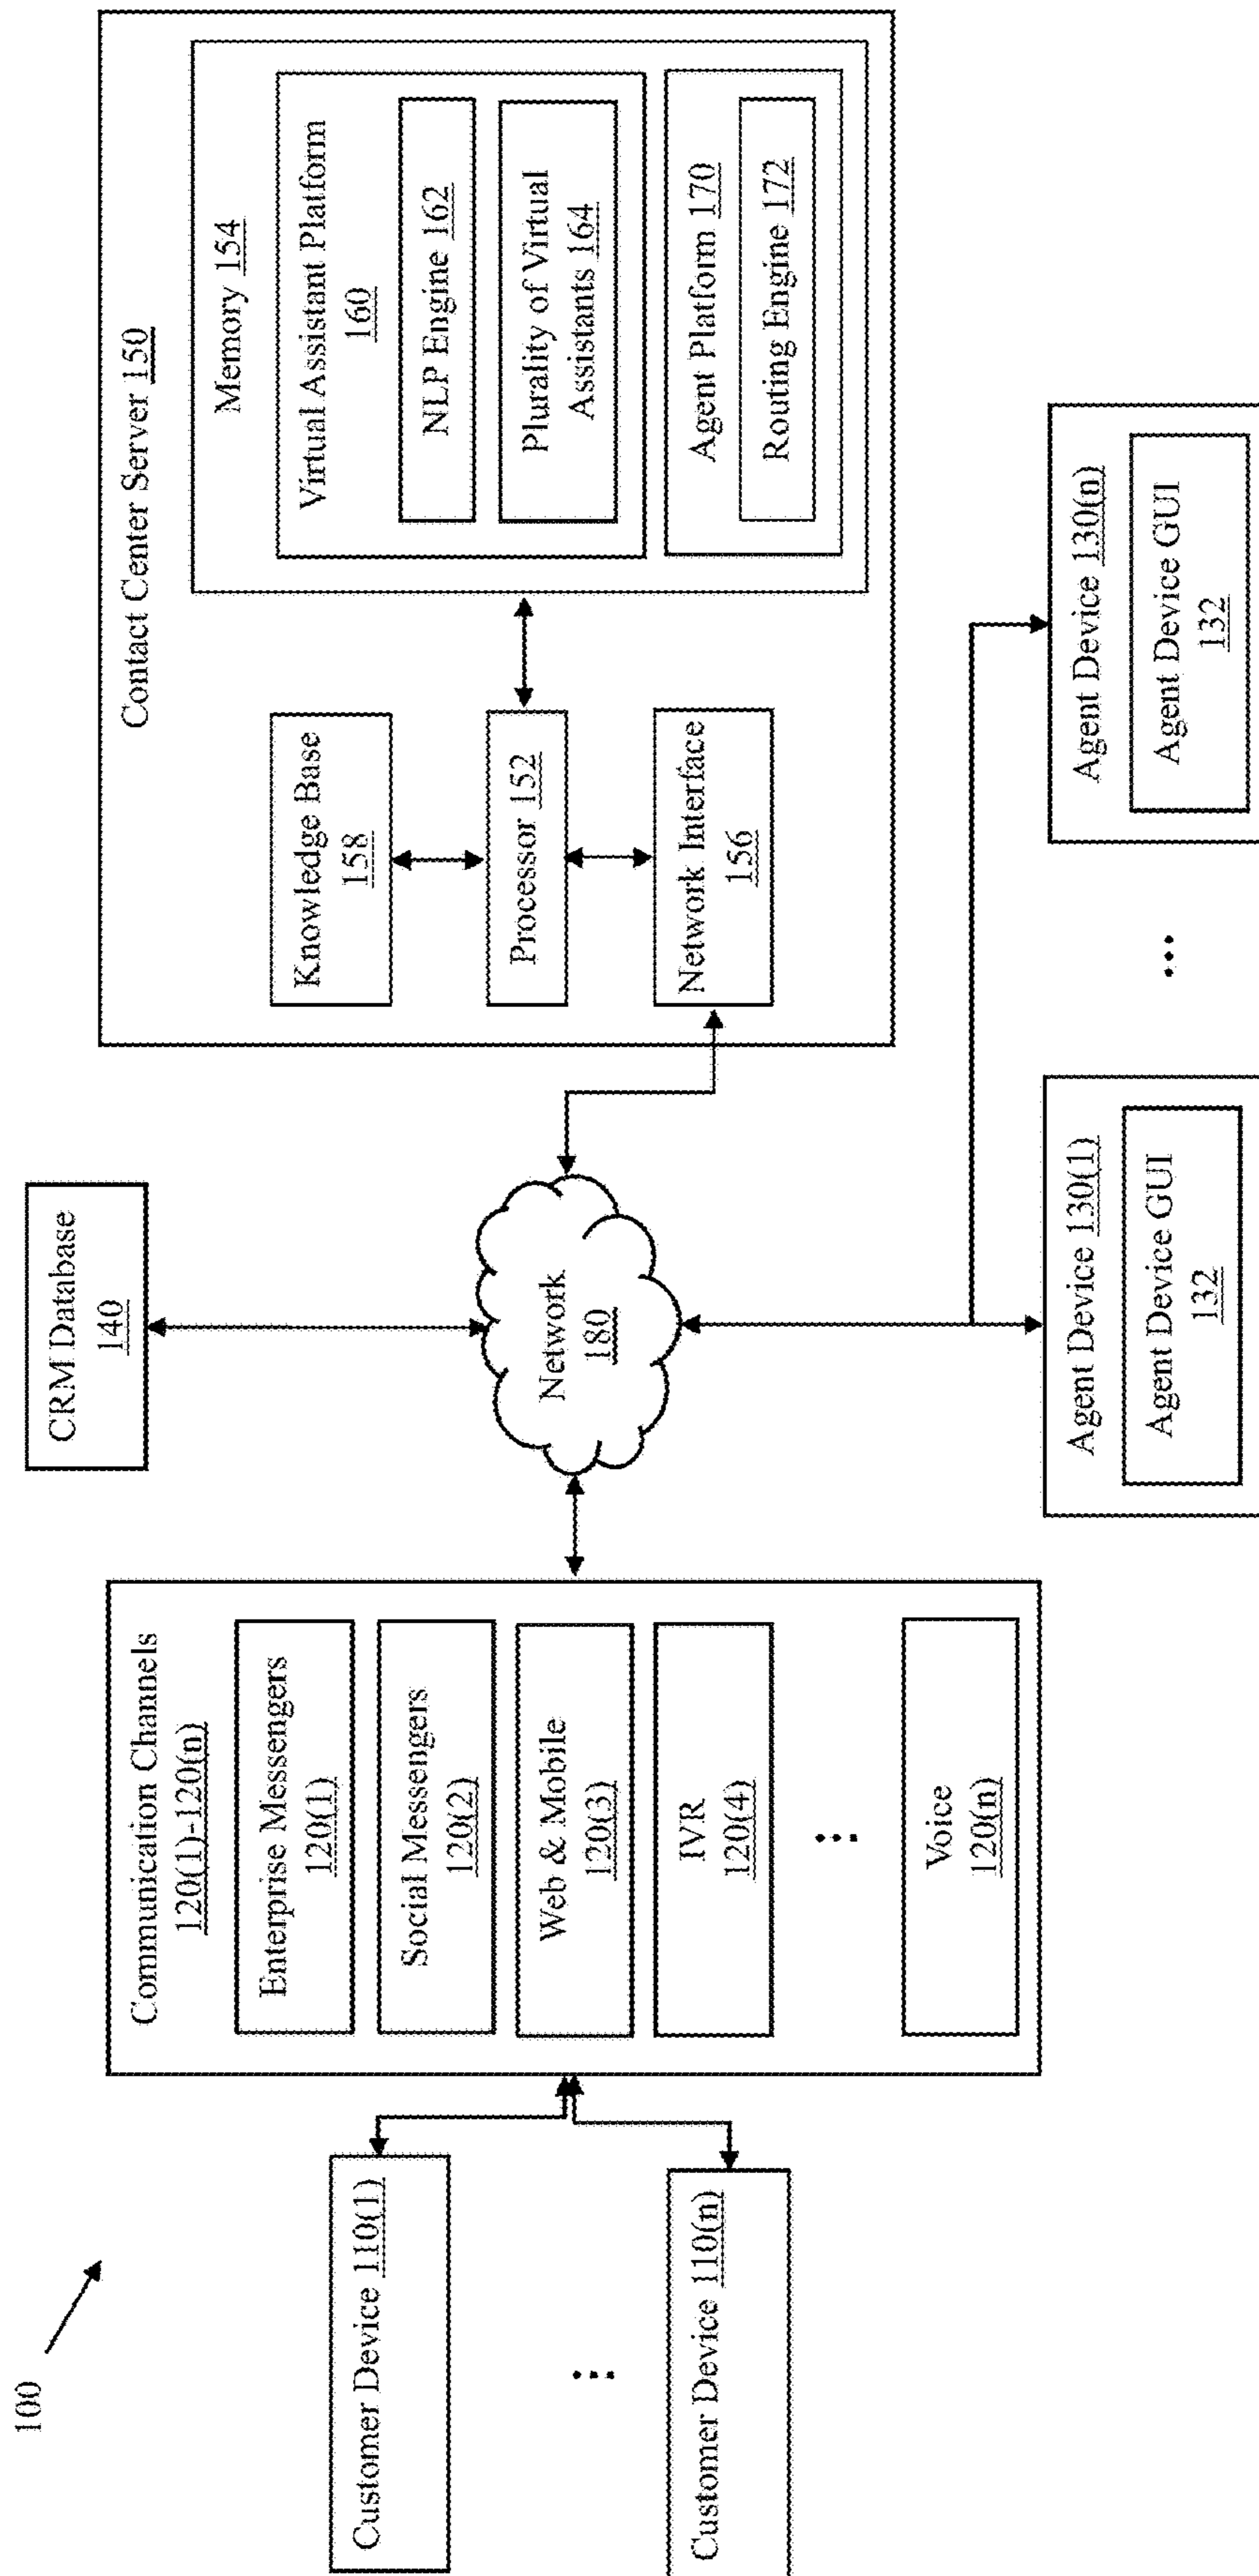 100
Customer Device 110(1)
...
Customer Device 110(n)
Communication Channels
120(1)-120(n)
Enterprise Messengers
120(1)
Social Messengers
120(2)
Web & Mobile
120(3)
IVR
120(4)
...
Voice
120(n)
CRM Database
140
Network
180
Agent Device 130(1)
Agent Device GUI
132
...
Agent Device 130(n)
Agent Device GUI
132
Contact Center Server 150
Knowledge Base
158
Processor 152
Network Interface
156
Memory 154
Virtual Assistant Platform
160
NLP Engine 162
Plurality of Virtual
Assistants 164
Agent Platform 170
Routing Engine 172